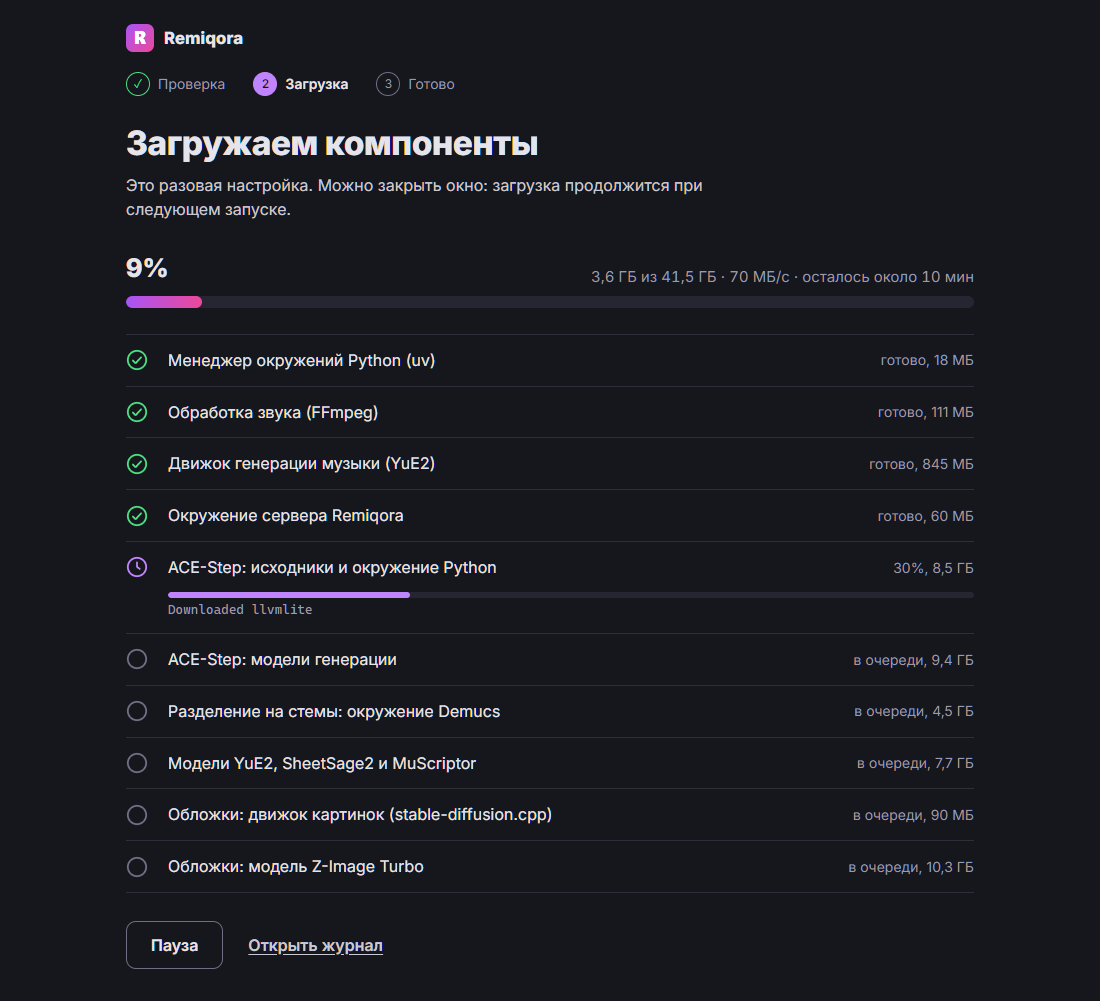 R Remiqora
✓ Проверка 2 Загрузка 3 Готово
Загружаем компоненты
Это разовая настройка. Можно закрыть окно: загрузка продолжится при
следующем запуске.
9% 3,6 ГБ из 41,5 ГБ · 70 МБ/с · осталось около 10 мин
Менеджер окружений Python (uv) готово, 18 МБ
Обработка звука (FFmpeg) готово, 111 МБ
Движок генерации музыки (YuE2) готово, 845 МБ
Окружение сервера Remiqora готово, 60 МБ
ACE-Step: исходники и окружение Python 30%, 8,5 ГБ
Downloaded llvmlite
ACE-Step: модели генерации в очереди, 9,4 ГБ
Разделение на стемы: окружение Demucs в очереди, 4,5 ГБ
Модели YuE2, SheetSage2 и MuScriptor в очереди, 7,7 ГБ
Обложки: движок картинок (stable-diffusion.cpp) в очереди, 90 МБ
Обложки: модель Z-Image Turbo в очереди, 10,3 ГБ
Пауза Открыть журнал